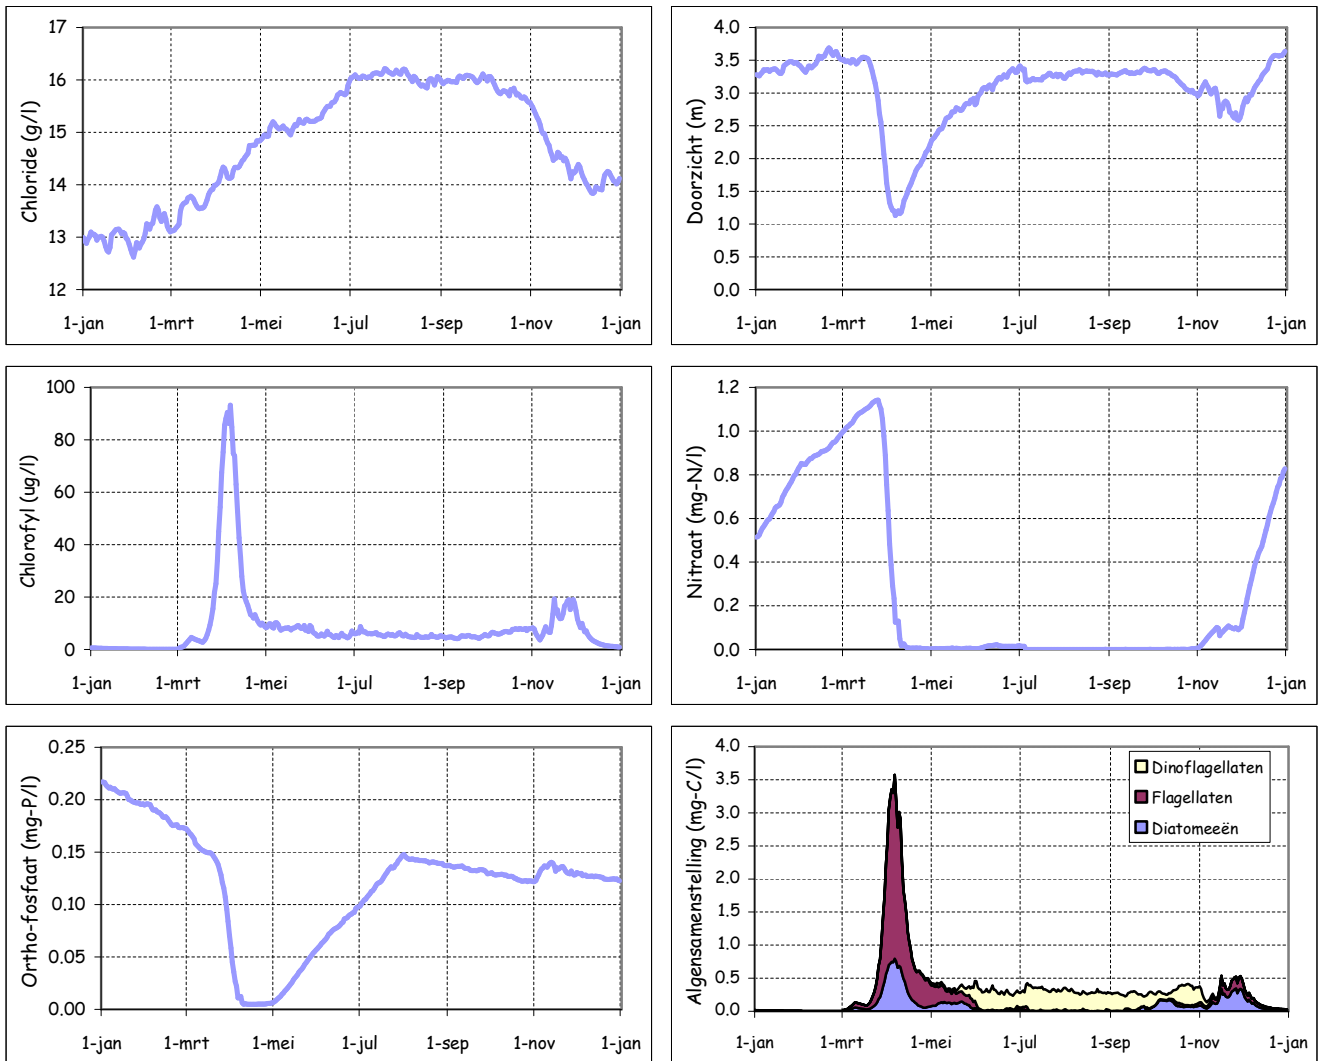 Chloride (g/l)
17
16
15
14
13
12
1-jan 1-mrt 1-mei 1-jul 1-sep 1-nov 1-jan
Doorzicht (m)
4.0
3.5
3.0
2.5
2.0
1.5
1.0
0.5
0.0
1-jan 1-mrt 1-mei 1-jul 1-sep 1-nov 1-jan
Chlorofyl (ug/l)
100
80
60
40
20
0
1-jan 1-mrt 1-mei 1-jul 1-sep 1-nov 1-jan
Nitraat (mg-N/l)
1.2
1.0
0.8
0.6
0.4
0.2
0.0
1-jan 1-mrt 1-mei 1-jul 1-sep 1-nov 1-jan
Ortho-fosfaat (mg-P/l)
0.25
0.20
0.15
0.10
0.05
0.00
1-jan 1-mrt 1-mei 1-jul 1-sep 1-nov 1-jan
Algensamenstelling (mg-C/l)
4.0
3.5
3.0
2.5
2.0
1.5
1.0
0.5
0.0
1-jan 1-mrt 1-mei 1-jul 1-sep 1-nov 1-jan
Dinoflagellaten
Flagellaten
Diatomeeën